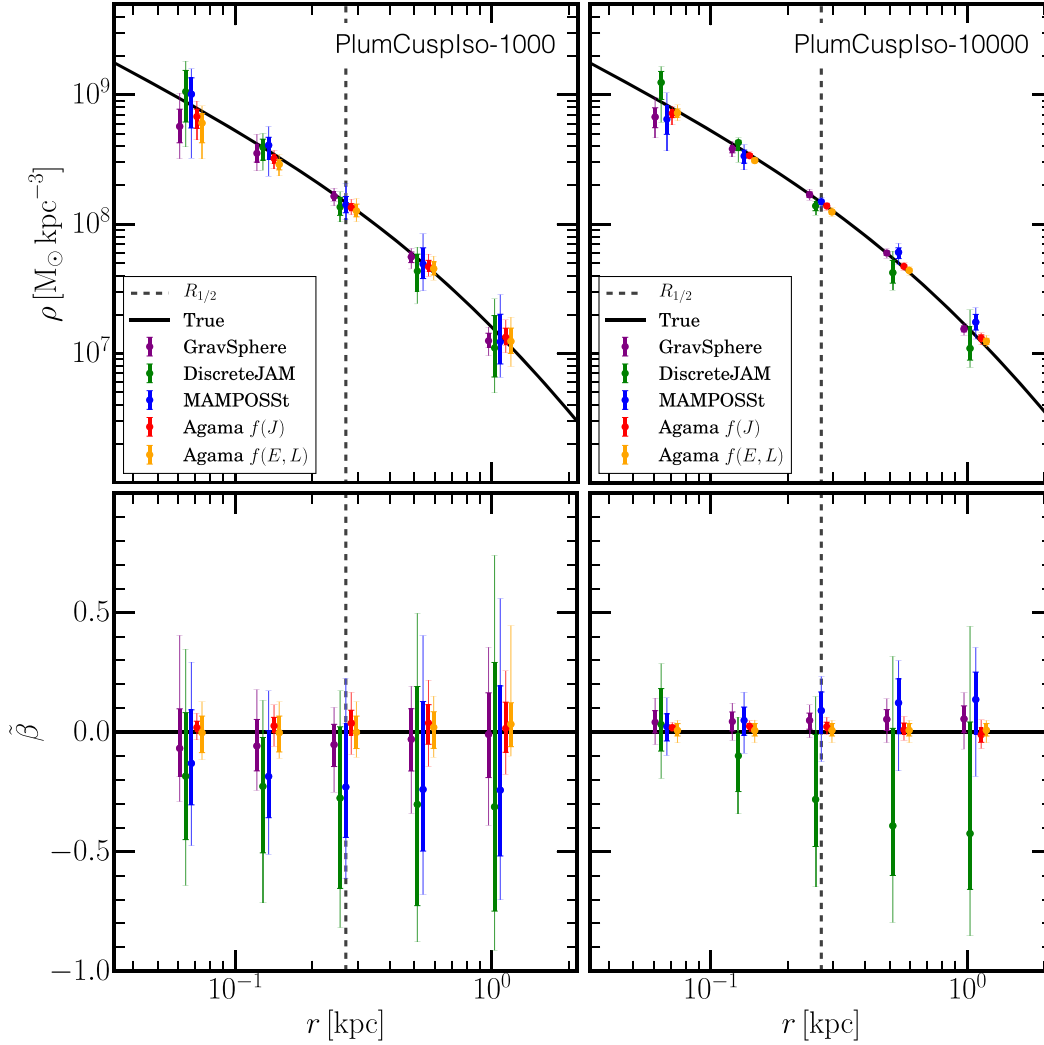 PlumCuspIso-1000
PlumCuspIso-10000
10⁹
10⁸
10⁷
ρ [M⊙ kpc⁻³]
R₁/₂
True
GravSphere
DiscreteJAM
MAMPOSSt
Agama f(J)
Agama f(E, L)
R₁/₂
True
GravSphere
DiscreteJAM
MAMPOSSt
Agama f(J)
Agama f(E, L)
0.5
0.0
−0.5
−1.0
β̃
10⁻¹ 10⁰
10⁻¹ 10⁰
r [kpc]
r [kpc]